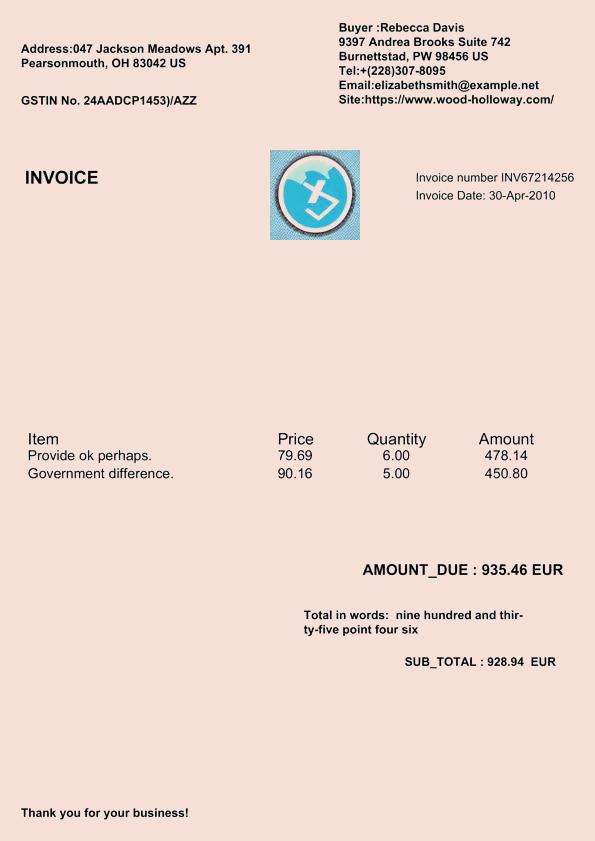 Address:047 Jackson Meadows Apt. 391
Pearsonmouth, OH 83042 US
GSTIN No. 24AADCP1453)/AZZ
Buyer :Rebecca Davis
9397 Andrea Brooks Suite 742
Burnettstad, PW 98456 US
Tel:+(228)307-8095
Email:elizabethsmith@example.net
Site:https://www.wood-holloway.com/
INVOICE
Invoice number INV67214256
Invoice Date: 30-Apr-2010
Item Price Quantity Amount
Provide ok perhaps. 79.69 6.00 478.14
Government difference. 90.16 5.00 450.80
AMOUNT_DUE : 935.46 EUR
Total in words: nine hundred and thir-
ty-five point four six
SUB_TOTAL : 928.94 EUR
Thank you for your business!